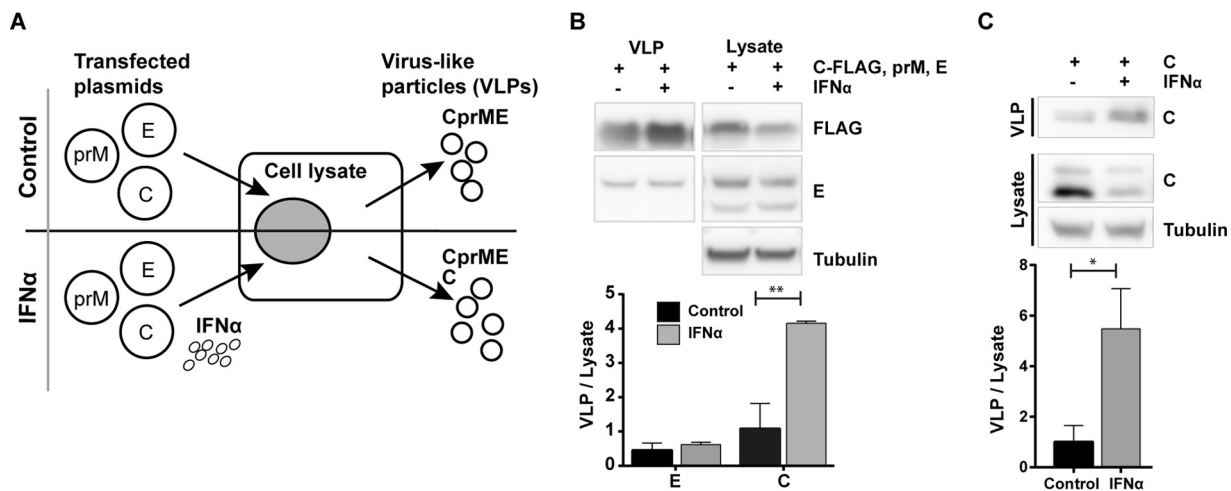 A
Transfected
plasmids
Virus-like
particles (VLPs)
CprME
Control
E
prM
C
Cell lysate
IFNα
E
prM
C
IFNα
CprME
C
B
VLP
Lysate
+ + + + C-FLAG, prM, E
- + - + IFNα
FLAG
E
Tubulin
**
Control
IFNα
VLP / Lysate
5
4
3
2
1
0
E C
C
+ + C
- + IFNα
VLP
C
Lysate
C
Tubulin
*
VLP / Lysate
8
6
4
2
0
Control IFNα